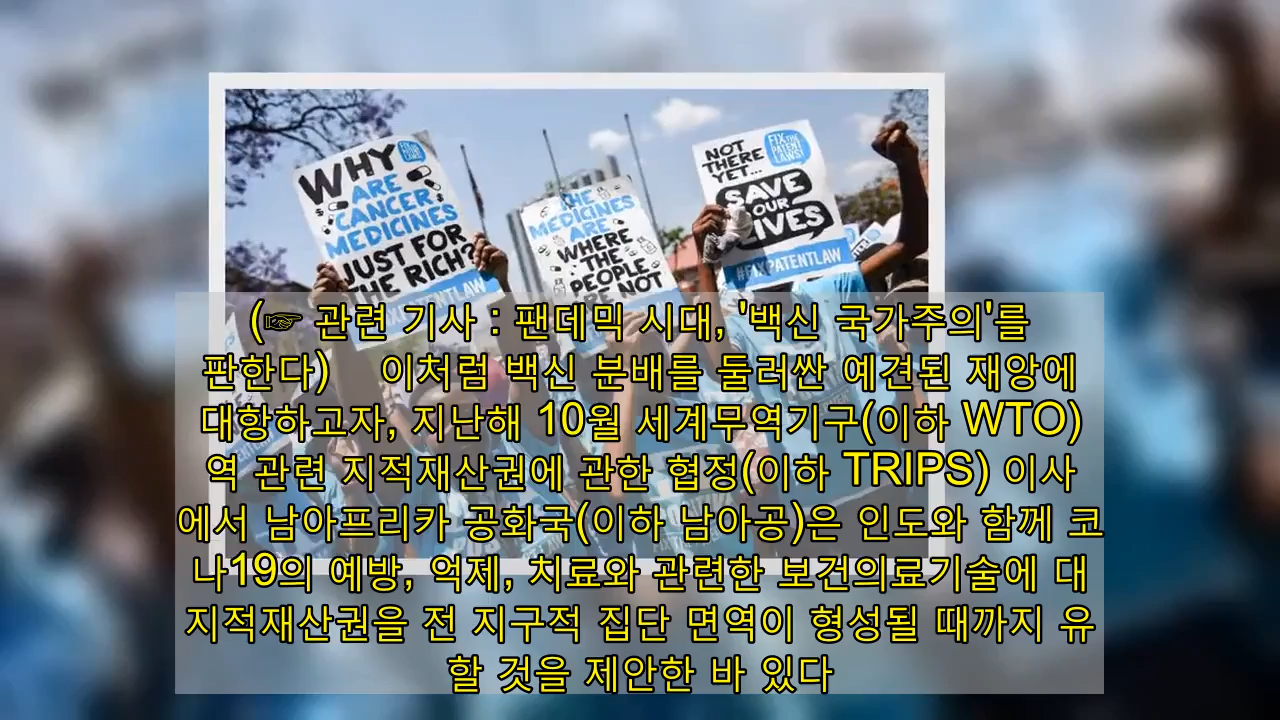 WHY
ARE
CANCER
MEDICINES
JUST FOR
THE RICH?
FIX THE
PATENT
LAWS!
THE
MEDICINES
ARE
WHERE
THE
PEOPLE
ARE NOT
NOT
THERE
YET...
FIX THE
PATENT
LAWS!
SAVE
OUR
LIVES
#FIXPATENTLAW
(☞ 관련 기사 : 팬데믹 시대, '백신 국가주의'를
판한다) 이처럼 백신 분배를 둘러싼 예견된 재앙에
대항하고자, 지난해 10월 세계무역기구(이하 WTO)
역 관련 지적재산권에 관한 협정(이하 TRIPS) 이사
에서 남아프리카 공화국(이하 남아공)은 인도와 함께 코
나19의 예방, 억제, 치료와 관련한 보건의료기술에 대
지적재산권을 전 지구적 집단 면역이 형성될 때까지 유
할 것을 제안한 바 있다